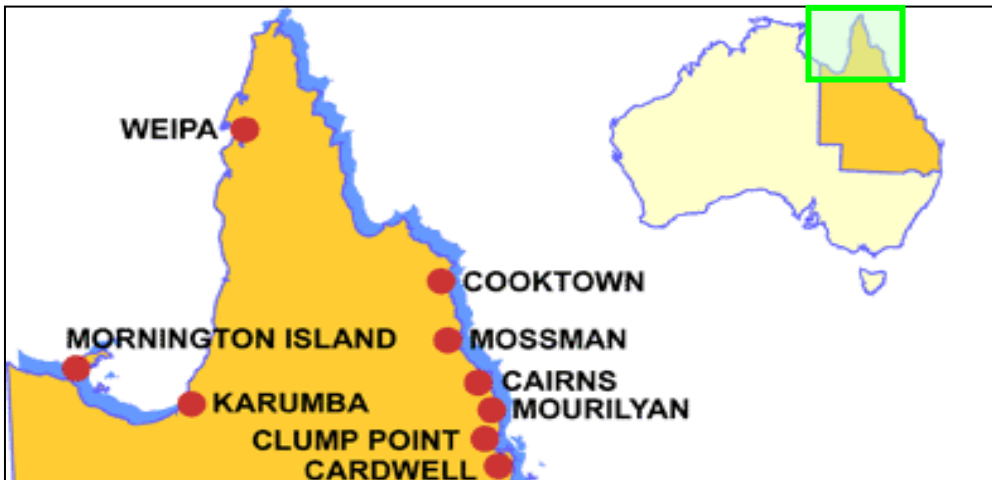 WEIPA
COOKTOWN
MORNINGTON ISLAND
MOSSMAN
CAIRNS
KARUMBA
MOURILYAN
CLUMP POINT
CARDWELL